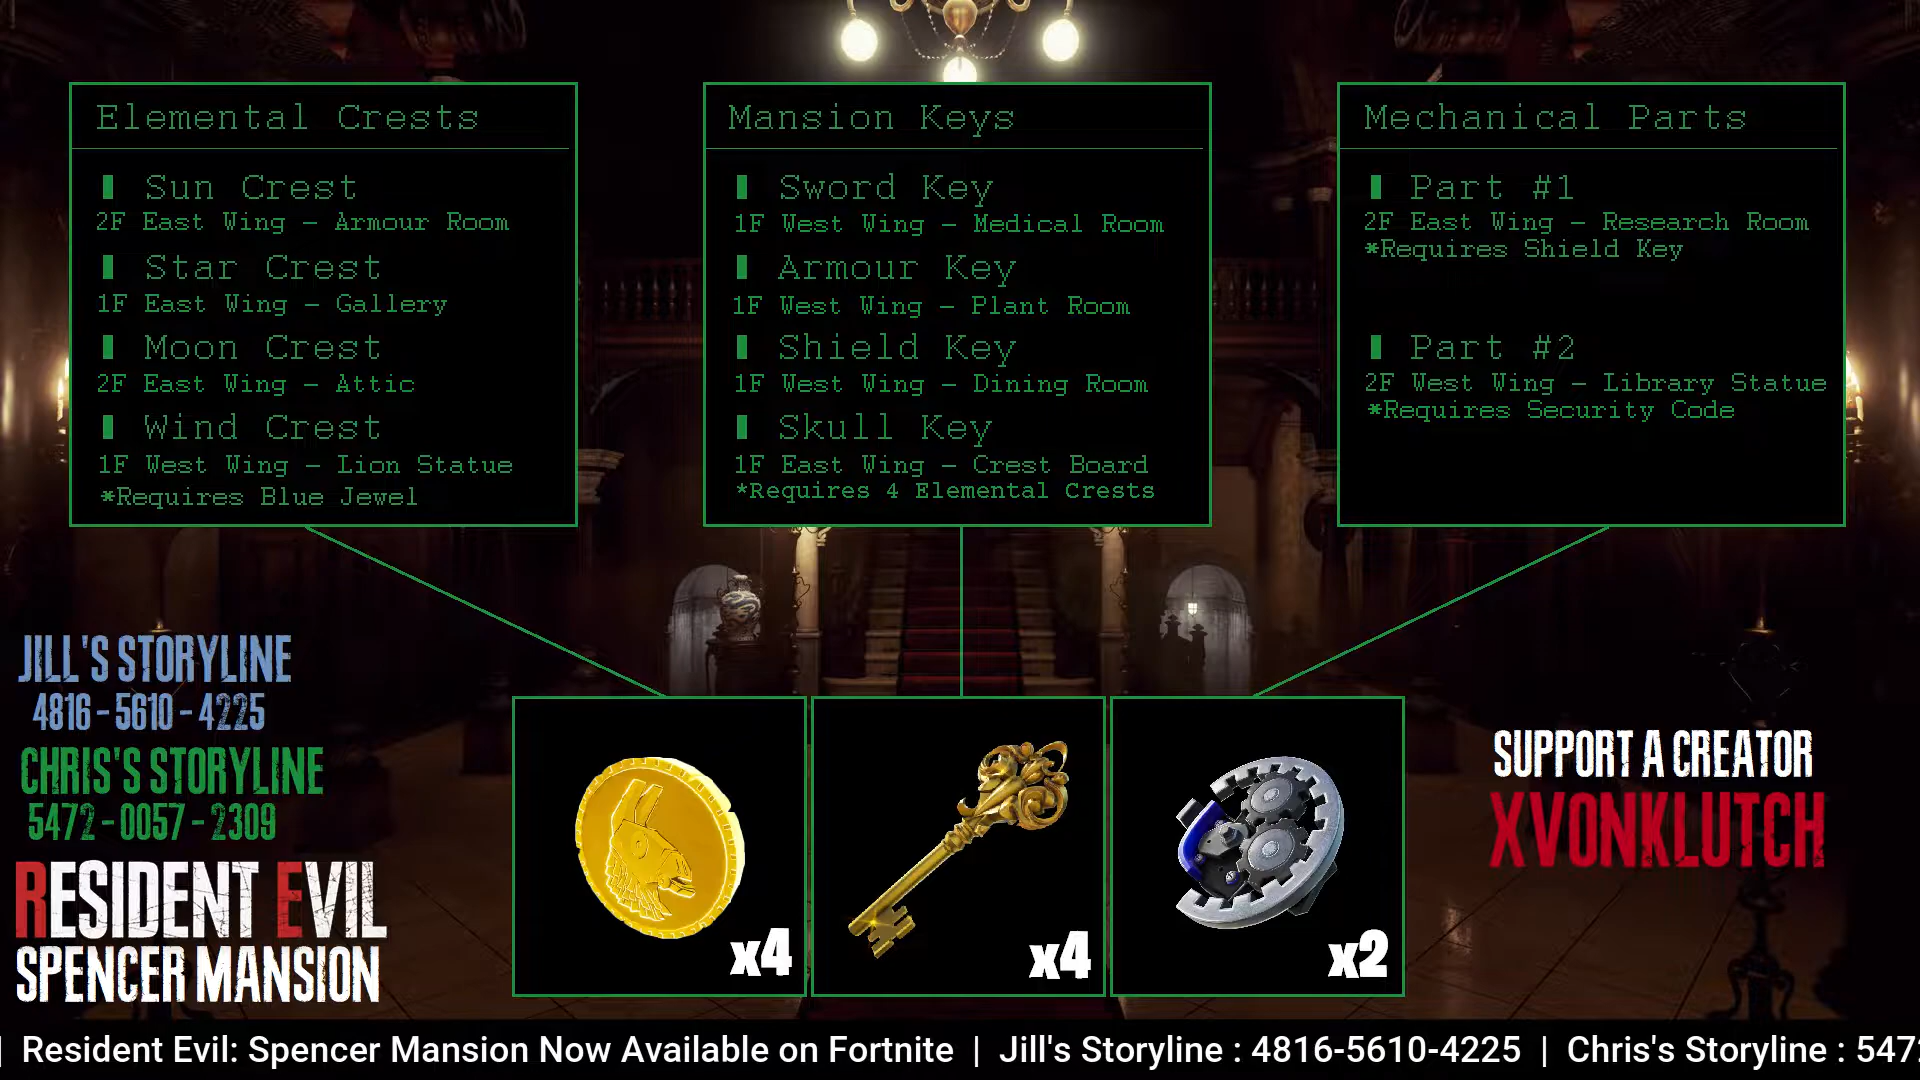 Elemental Crests
Sun Crest
2F East Wing – Armour Room
Star Crest
1F East Wing – Gallery
Moon Crest
2F East Wing – Attic
Wind Crest
1F West Wing – Lion Statue
*Requires Blue Jewel
Mansion Keys
Sword Key
1F West Wing – Medical Room
Armour Key
1F West Wing – Plant Room
Shield Key
1F West Wing – Dining Room
Skull Key
1F East Wing – Crest Board
*Requires 4 Elemental Crests
Mechanical Parts
Part #1
2F East Wing – Research Room
*Requires Shield Key
Part #2
2F West Wing – Library Statue
*Requires Security Code
JILL'S STORYLINE
4816 - 5610 - 4225
CHRIS'S STORYLINE
5472 - 0057 - 2309
RESIDENT EVIL
SPENCER MANSION
x4
x4
x2
SUPPORT A CREATOR
XVONKLUTCH
| Resident Evil: Spencer Mansion Now Available on Fortnite | Jill's Storyline : 4816-5610-4225 | Chris's Storyline : 547